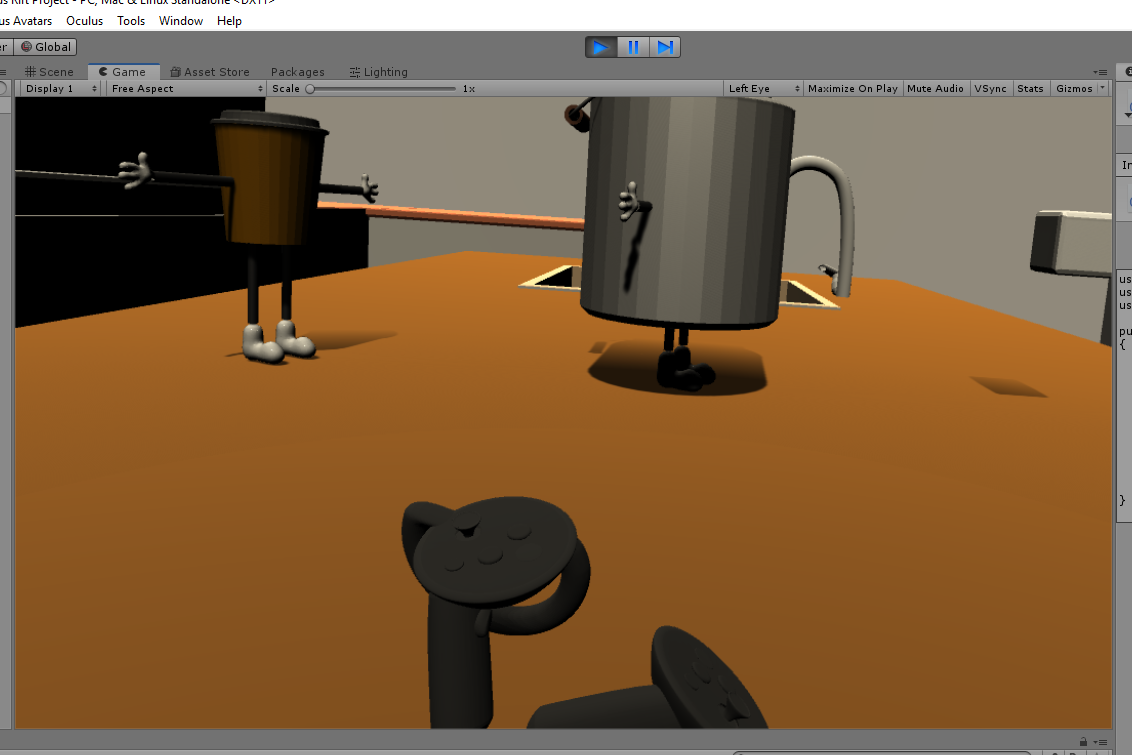 us Rift Project - PC, Mac & Linux Standalone <DX11>
us Avatars Oculus Tools Window Help
er Global
Scene Game Asset Store Packages Lighting
Display 1 Free Aspect Scale 1x Left Eye Maximize On Play Mute Audio VSync Stats Gizmos
In
us
us
us
pu
{
}